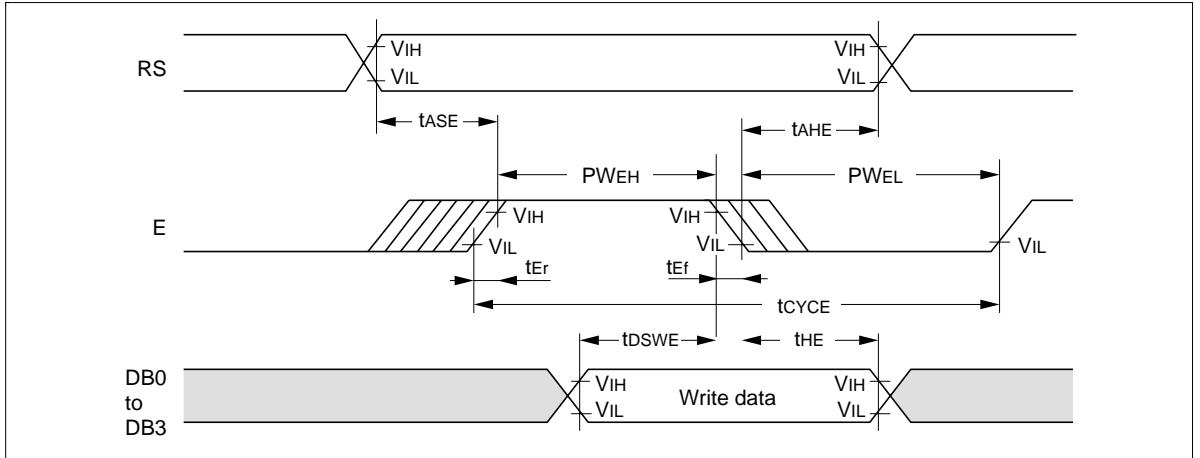 RS
VIH
VIL
VIH
VIL
tASE
tAHE
PWEH
PWEL
E
VIH
VIL
VIH
VIL
VIL
tEr
tEf
tCYCE
tDSWE
tHE
DB0
to
DB3
VIH
VIL
Write data
VIH
VIL